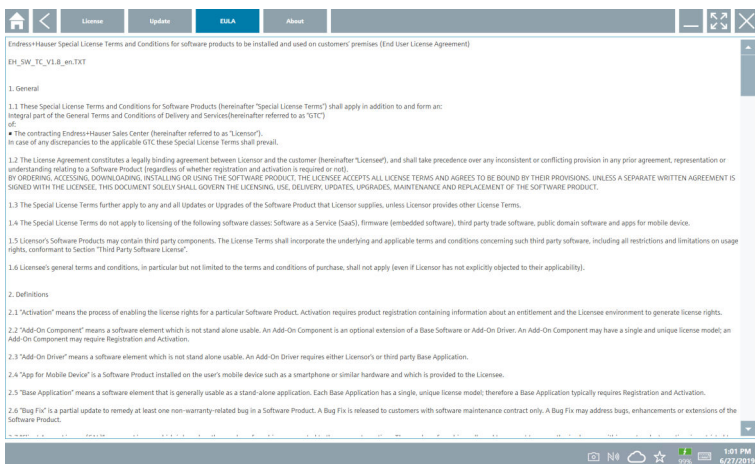 License
Update
EULA
About
Endress+Hauser Special License Terms and Conditions for software products to be installed and used on customers' premises (End User License Agreement)
EH_SW_TC_V1.8_en.TXT
1. General
1.1 These Special License Terms and Conditions for Software Products (hereinafter "Special License Terms") shall apply in addition to and form an:
Integral part of the General Terms and Conditions of Delivery and Services(hereinafter referred to as "GTC")
of:
■ The contracting Endress+Hauser Sales Center (hereinafter referred to as "Licensor").
In case of any discrepancies to the applicable GTC these Special License Terms shall prevail.
1.2 The License Agreement constitutes a legally binding agreement between Licensor and the customer (hereinafter "Licensee"), and shall take precedence over any inconsistent or conflicting provision in any prior agreement, representation or
understanding relating to a Software Product (regardless of whether registration and activation is required or not).
BY ORDERING, ACCESSING, DOWNLOADING, INSTALLING OR USING THE SOFTWARE PRODUCT, THE LICENSEE ACCEPTS ALL LICENSE TERMS AND AGREES TO BE BOUND BY THEIR PROVISIONS, UNLESS A SEPARATE WRITTEN AGREEMENT IS
SIGNED WITH THE LICENSEE, THIS DOCUMENT SOLELY SHALL GOVERN THE LICENSING, USE, DELIVERY, UPDATES, UPGRADES, MAINTENANCE AND REPLACEMENT OF THE SOFTWARE PRODUCT.
1.3 The Special License Terms further apply to any and all Updates or Upgrades of the Software Product that Licensor supplies, unless Licensor provides other License Terms.
1.4 The Special License Terms do not apply to licensing of the following software classes: Software as a Service (SaaS), firmware (embedded software), third party trade software, public domain software and apps for mobile device.
1.5 Licensor's Software Products may contain third party components. The License Terms shall incorporate the underlying and applicable terms and conditions concerning such third party software, including all restrictions and limitations on usage
rights, conformant to Section "Third Party Software License".
1.6 Licensee's general terms and conditions, in particular but not limited to the terms and conditions of purchase, shall not apply (even if Licensor has not explicitly objected to their applicability).
2. Definitions
2.1 "Activation" means the process of enabling the license rights for a particular Software Product. Activation requires product registration containing information about an entitlement and the Licensee environment to generate license rights.
2.2 "Add-On Component" means a software element which is not stand alone usable. An Add-On Component is an optional extension of a Base Software or Add-On Driver. An Add-On Component may have a single and unique license model; an
Add-On Component may require Registration and Activation.
2.3 "Add-On Driver" means a software element which is not stand alone usable. An Add-On Driver requires either Licensor's or third party Base Application.
2.4 "App for Mobile Device" is a Software Product installed on the user's mobile device such as a smartphone or similar hardware and which is provided to the Licensee.
2.5 "Base Application" means a software element that is generally usable as a stand-alone application. Each Base Application has a single, unique license model; therefore a Base Application typically requires Registration and Activation.
2.6 "Bug Fix" is a partial update to remedy at least one non-warranty-related bug in a Software Product. A Bug Fix is released to customers with software maintenance contract only. A Bug Fix may address bugs, enhancements or extensions of the
Software Product.
99%
1:01 PM
6/27/2019